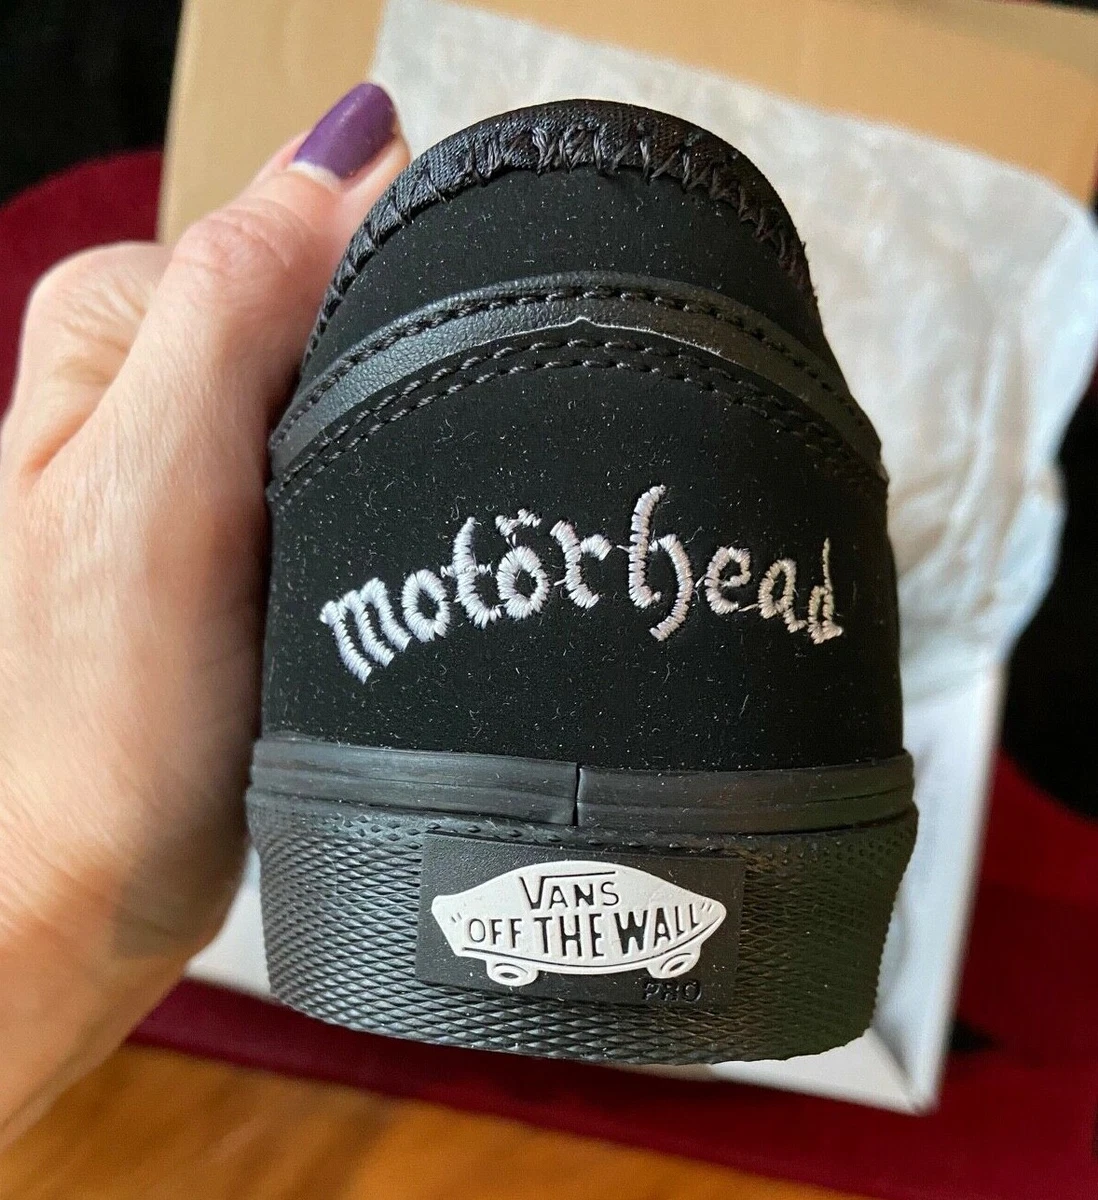 motörhead
VANS
"OFF THE WALL"
PRO